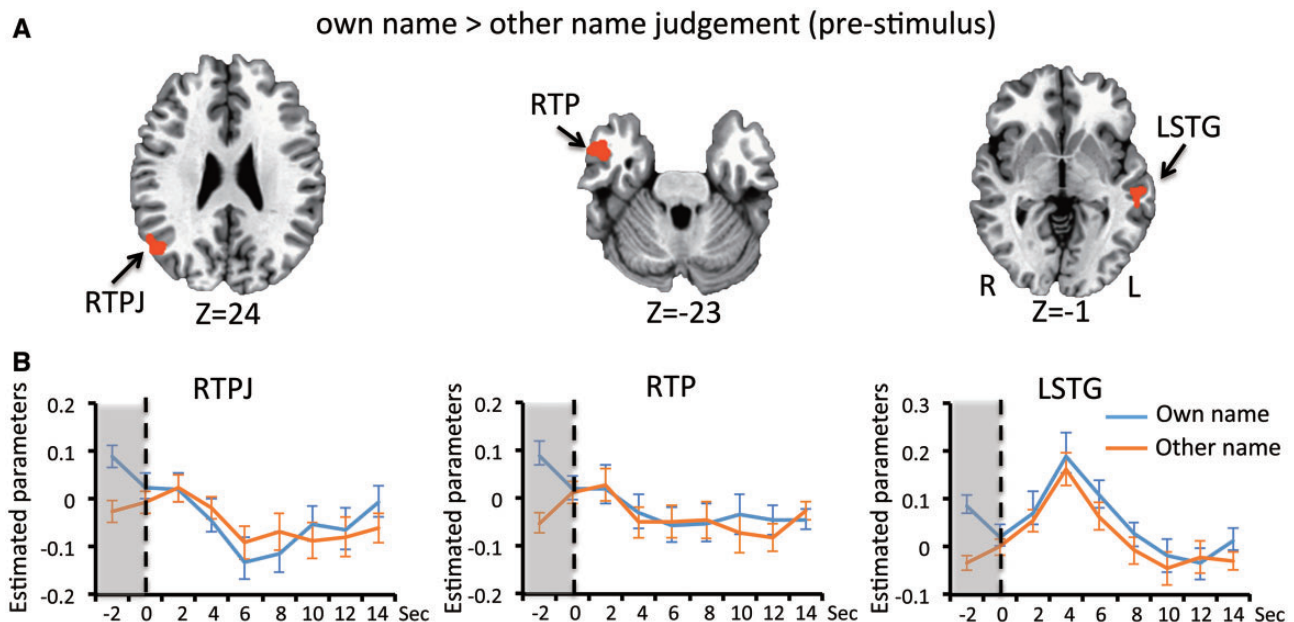 A
own name > other name judgement (pre-stimulus)
RTPJ
Z=24
RTP
Z=-23
LSTG
R
L
Z=-1
B
RTPJ
Estimated parameters
0.2
0.1
0
-0.1
-0.2
-2 0 2 4 6 8 10 12 14 Sec
RTP
Estimated parameters
0.2
0.1
0
-0.1
-0.2
-2 0 2 4 6 8 10 12 14 Sec
LSTG
Estimated parameters
0.3
0.2
0.1
0
-0.1
-2 0 2 4 6 8 10 12 14 Sec
Own name
Other name